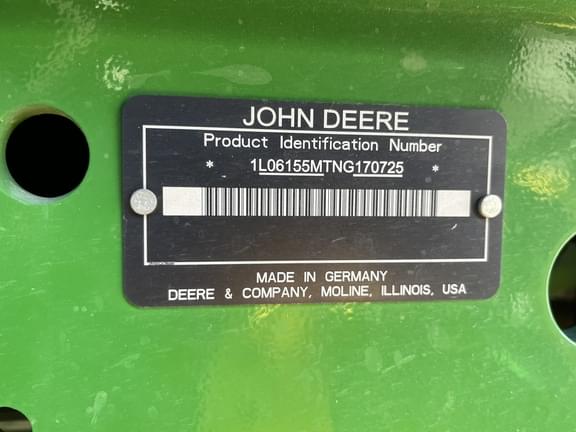 JOHN DEERE
Product Identification Number
* 1L06155MTNG170725 *
MADE IN GERMANY
DEERE & COMPANY, MOLINE, ILLINOIS, USA